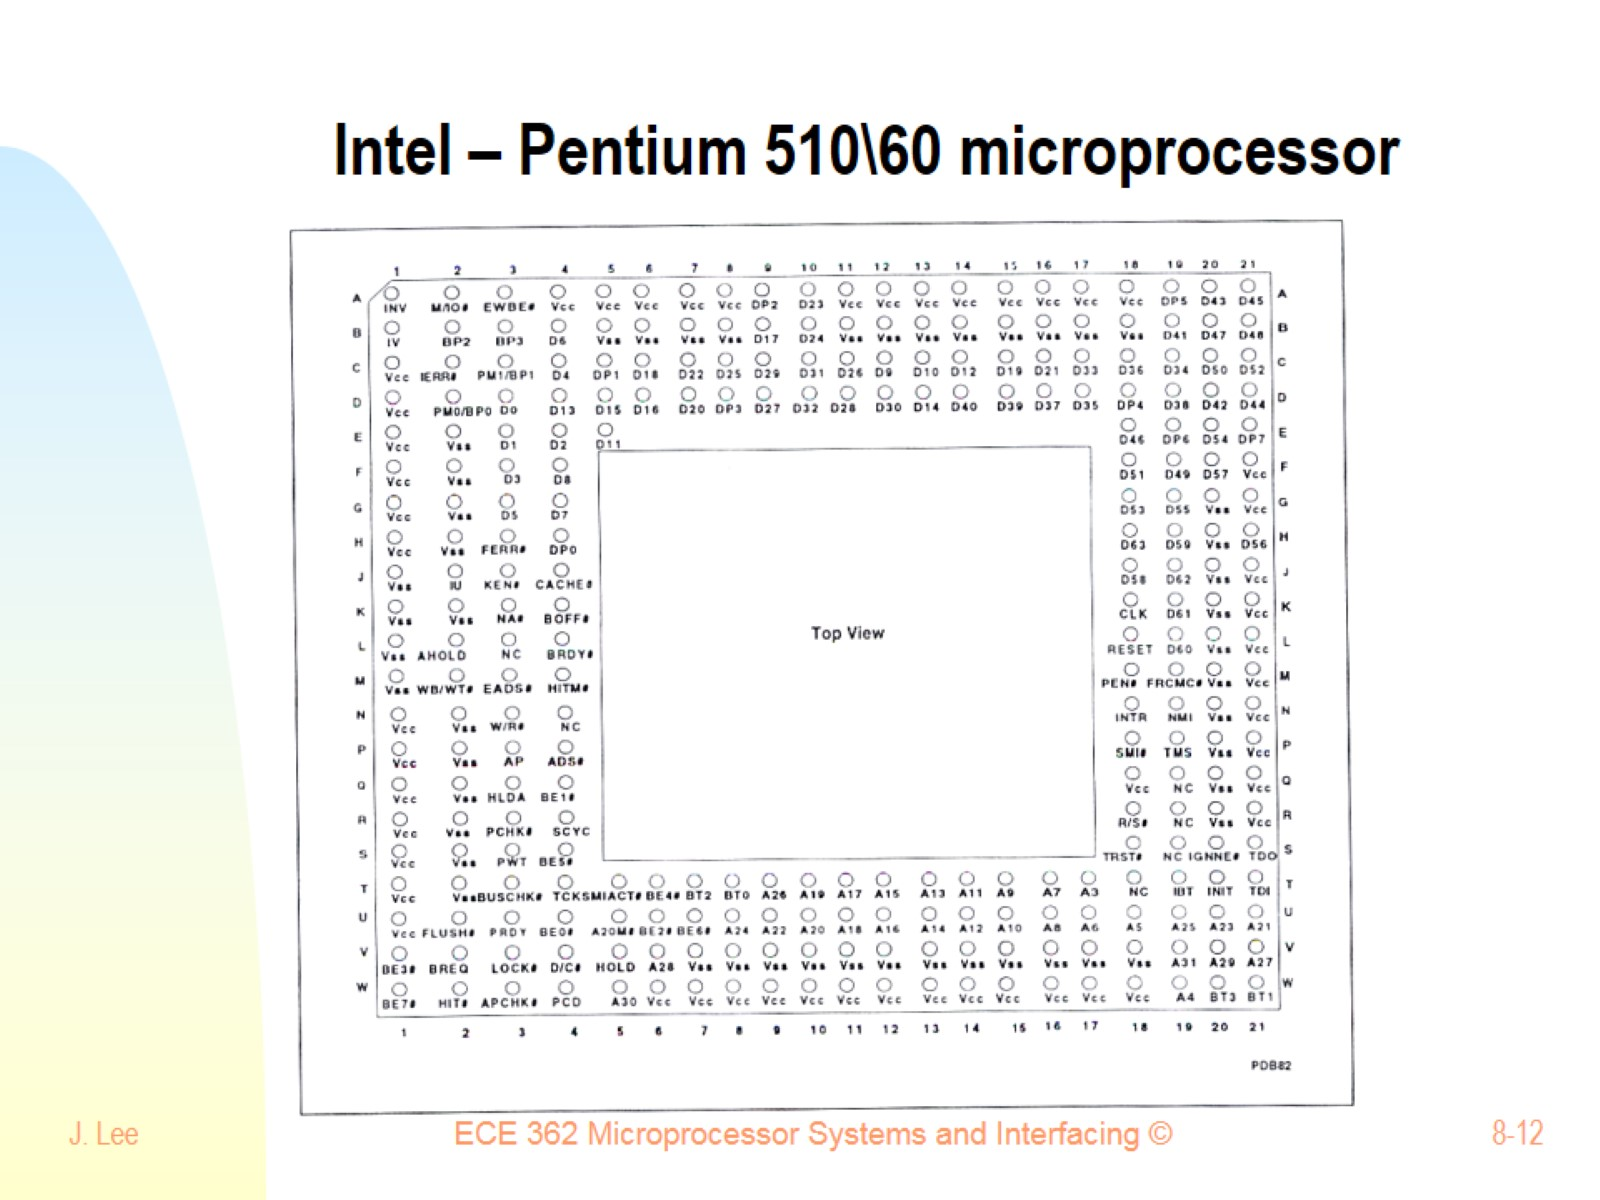 Intel – Pentium 510\60 microprocessor
1 2 3 4 5 6 7 8 9 10 11 12 13 14 15 16 17 18 19 20 21
A INV M/IO# EWBE# Vcc Vcc Vcc Vcc Vcc DP2 D23 Vcc Vcc Vcc Vcc Vcc Vcc Vcc Vcc DP5 D43 D45 A
B IV BP2 BP3 D6 Vss Vss Vss Vss D17 D24 Vss Vss Vss Vss Vss Vss Vss Vss D41 D47 D48 B
C Vcc IERR# PM1/BP1 D4 DP1 D18 D22 D25 D29 D31 D26 D9 D10 D12 D19 D21 D33 D36 D34 D50 D52 C
D Vcc PM0/BP0 D0 D13 D15 D16 D20 DP3 D27 D32 D28 D30 D14 D40 D39 D37 D35 DP4 D38 D42 D44 D
E Vcc Vss D1 D2 D11 D46 DP6 D54 DP7 E
F Vcc Vss D3 D8 D51 D49 D57 Vcc F
G Vcc Vss D5 D7 D53 D55 Vss Vcc G
H Vcc Vss FERR# DP0 D63 D59 Vss D56 H
J Vss IU KEN# CACHE# D58 D62 Vss Vcc J
K Vss Vss NA# BOFF# CLK D61 Vss Vcc K
Top View
L Vss AHOLD NC BRDY# RESET D60 Vss Vcc L
M Vss WB/WT# EADS# HITM# PEN# FRCMC# Vss Vcc M
N Vcc Vss W/R# NC INTR NMI Vss Vcc N
P Vcc Vss AP ADS# SMI# TMS Vss Vcc P
Q Vcc Vss HLDA BE1# Vcc NC Vss Vcc Q
R Vcc Vss PCHK# SCYC R/S# NC Vss Vcc R
S Vcc Vss PWT BE5# TRST# NC IGNNE# TDO S
T Vcc Vss BUSCHK# TCK SMIACT# BE4# BT2 BT0 A26 A19 A17 A15 A13 A11 A9 A7 A3 NC IBT INIT TDI T
U Vcc FLUSH# PRDY BE0# A20M# BE2# BE6# A24 A22 A20 A18 A16 A14 A12 A10 A8 A6 A5 A25 A23 A21 U
V BE3# BREQ LOCK# D/C# HOLD A28 Vss Vss Vss Vss Vss Vss Vss Vss Vss Vss Vss Vss A31 A29 A27 V
W BE7# HIT# APCHK# PCD A30 Vcc Vcc Vcc Vcc Vcc Vcc Vcc Vcc Vcc Vcc Vcc Vcc Vcc A4 BT3 BT1 W
1 2 3 4 5 6 7 8 9 10 11 12 13 14 15 16 17 18 19 20 21
PDB82
J. Lee
ECE 362 Microprocessor Systems and Interfacing ©
8-12